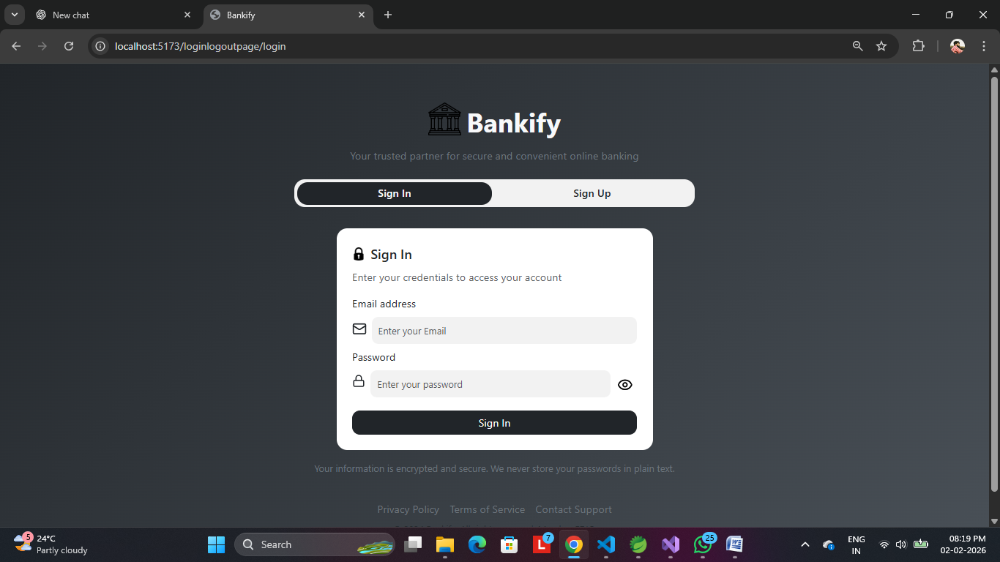 New chat
Bankify
localhost:5173/loginlogoutpage/login
Bankify
Your trusted partner for secure and convenient online banking
Sign In
Sign Up
Sign In
Enter your credentials to access your account
Email address
Enter your Email
Password
Enter your password
Sign In
Your information is encrypted and secure. We never store your passwords in plain text.
Privacy Policy Terms of Service Contact Support
5
24°C
Partly cloudy
Search
L
7
25
ENG
IN
08:19 PM
02-02-2026